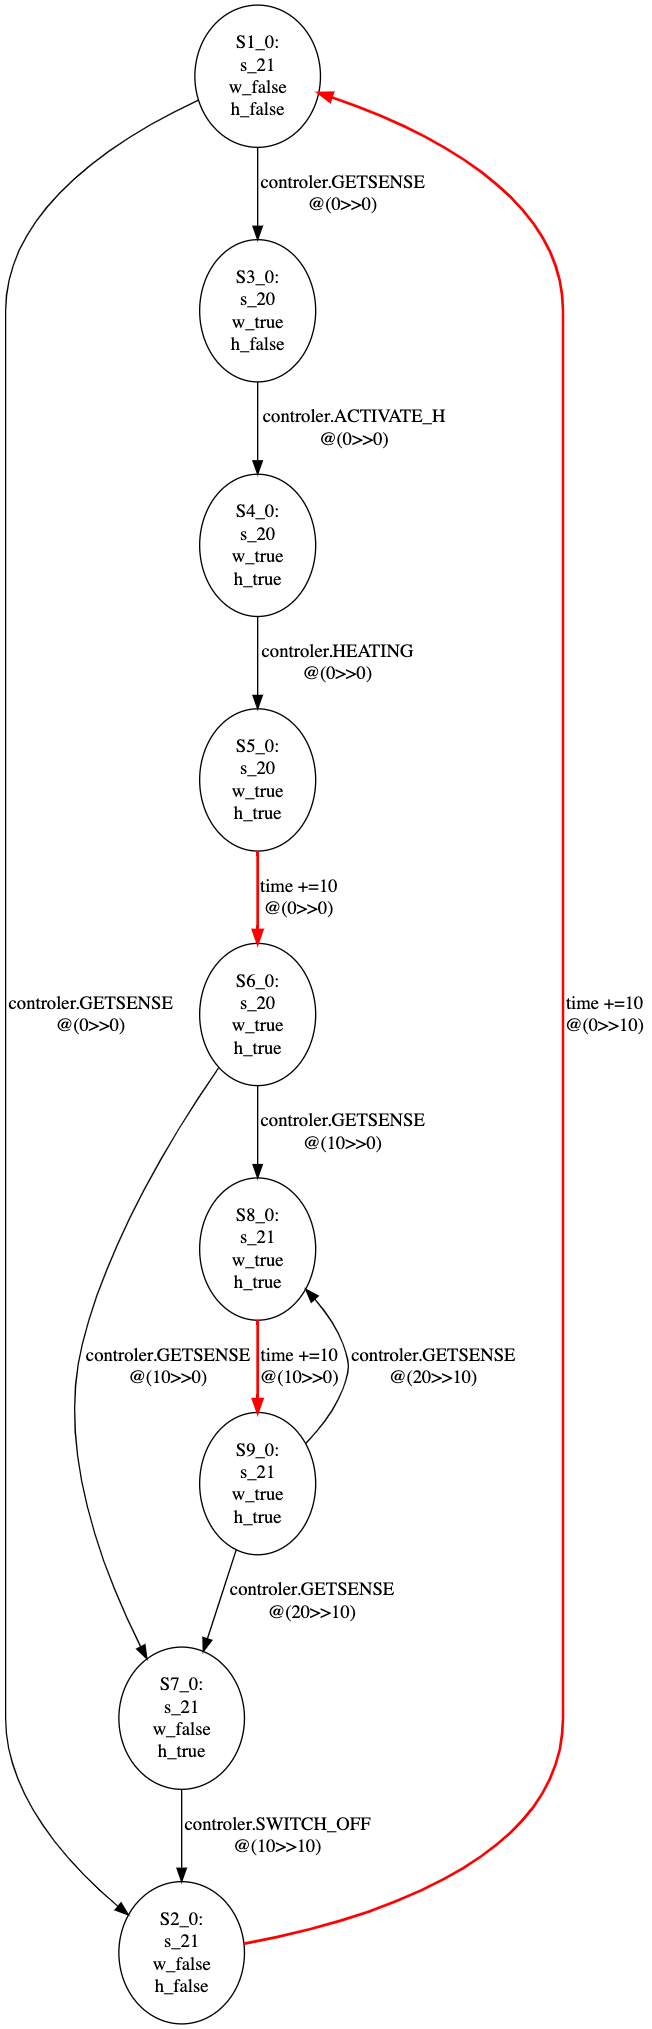 S1_0:
s_21
w_false
h_false
controler.GETSENSE
@(0>>0)
S3_0:
s_20
w_true
h_false
controler.ACTIVATE_H
@(0>>0)
S4_0:
s_20
w_true
h_true
controler.HEATING
@(0>>0)
S5_0:
s_20
w_true
h_true
time +=10
@(0>>0)
S6_0:
s_20
w_true
h_true
controler.GETSENSE
@(0>>0)
time +=10
@(0>>10)
controler.GETSENSE
@(10>>0)
S8_0:
s_21
w_true
h_true
controler.GETSENSE
@(10>>0)
time +=10
@(10>>0)
controler.GETSENSE
@(20>>10)
S9_0:
s_21
w_true
h_true
controler.GETSENSE
@(20>>10)
S7_0:
s_21
w_false
h_true
controler.SWITCH_OFF
@(10>>10)
S2_0:
s_21
w_false
h_false